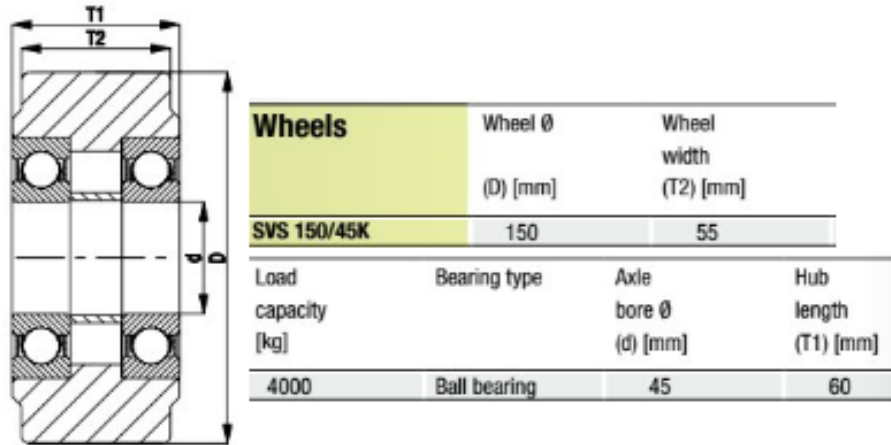 T1
T2
d
D
Wheels Wheel Ø Wheel
width
(D) [mm] (T2) [mm]
SVS 150/45K 150 55
Load Bearing type Axle Hub
capacity bore Ø length
[kg] (d) [mm] (T1) [mm]
4000 Ball bearing 45 60